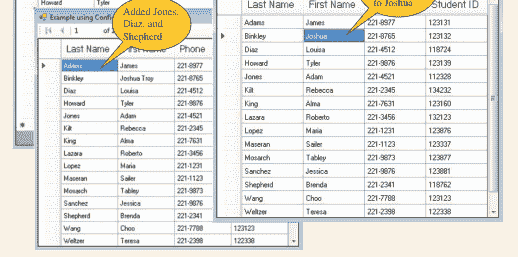 Howard Tyler
Example using Confi
1 of
Added Jones,
Diaz, and
Shepherd
to Joshua
Last Name First Name Phone
Adams James 221-8977
Binkley Joshua Troy 221-8765
Diaz Louisa 221-4512
Howard Tyler 221-9876
Jones Adam 221-4521
Kilt Rebecca 221-2345
King Alma 221-7631
Lazara Roberto 221-3456
Lopez Maria 221-1231
Maseran Sailer 221-1123
Mosarch Tabley 221-9873
Sanchez Jessica 221-9876
Shepherd Brenda 221-2341
Wang Choo 221-7788 123123
Weltzer Teresa 221-2398 122338
Last Name First Name Student ID
Adams James 221-8977 123131
Binkley Joshua 221-8765 123132
Diaz Louisa 221-4512 118724
Howard Tyler 221-9876 123139
Jones Adam 221-4521 112328
Kilt Rebecca 221-2345 134232
King Alma 221-7631 123160
Lazara Roberto 221-3456 123128
Lopez Maria 221-1231 123876
Maseran Sailer 221-1123 123337
Mosarch Tabley 221-9873 123877
Sanchez Jessica 221-9876 123881
Shepherd Brenda 221-2341 118762
Wang Choo 221-7788 123123
Weltzer Teresa 221-2398 122338